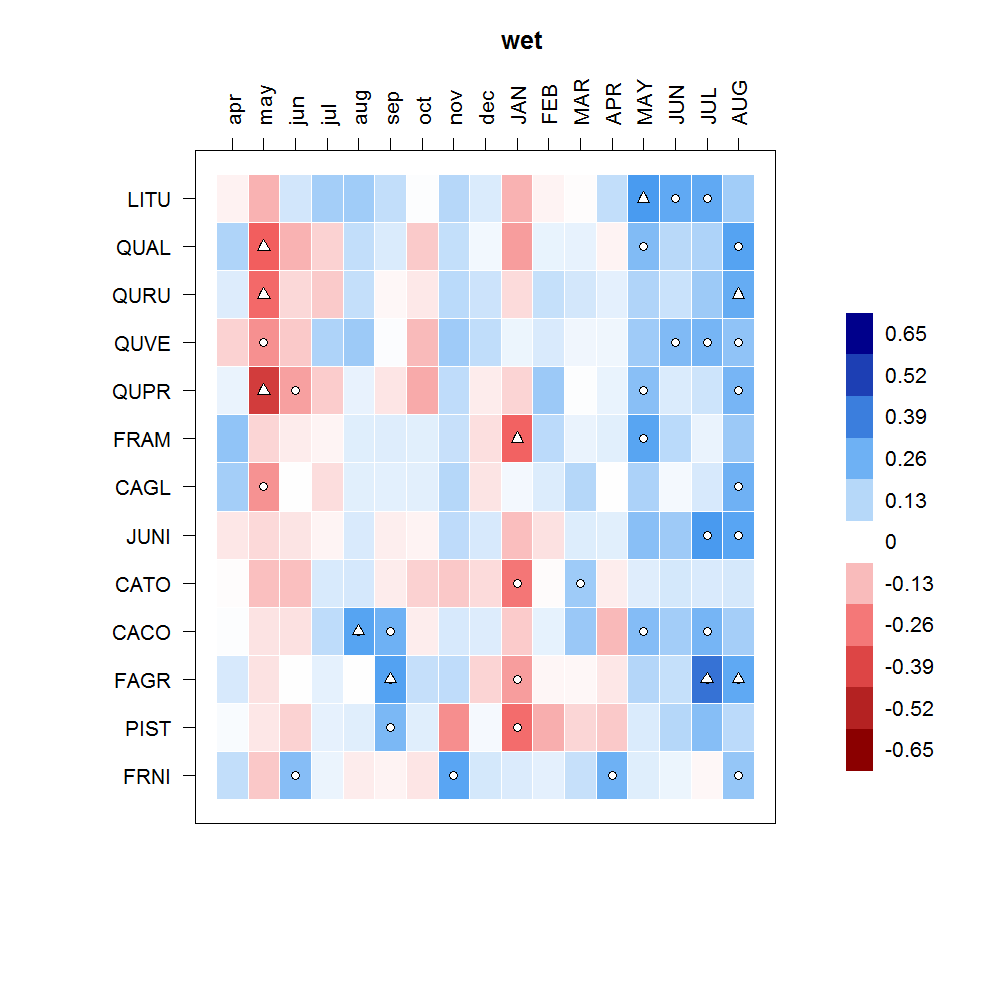 wet
apr may jun jul aug sep oct nov dec JAN FEB MAR APR MAY JUN JUL AUG
LITU
QUAL
QURU
QUVE
QUPR
FRAM
CAGL
JUNI
CATO
CACO
FAGR
PIST
FRNI
0.65
0.52
0.39
0.26
0.13
0
-0.13
-0.26
-0.39
-0.52
-0.65